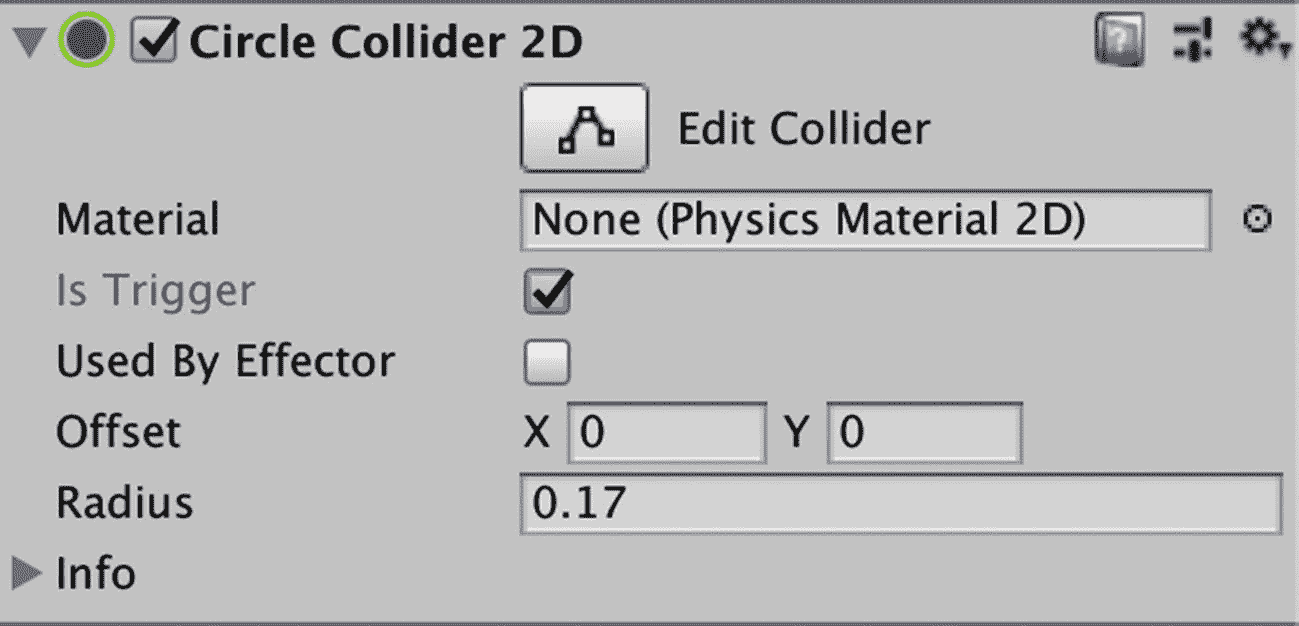 Circle Collider 2D
Edit Collider
Material None (Physics Material 2D)
Is Trigger
Used By Effector
Offset X 0 Y 0
Radius 0.17
Info